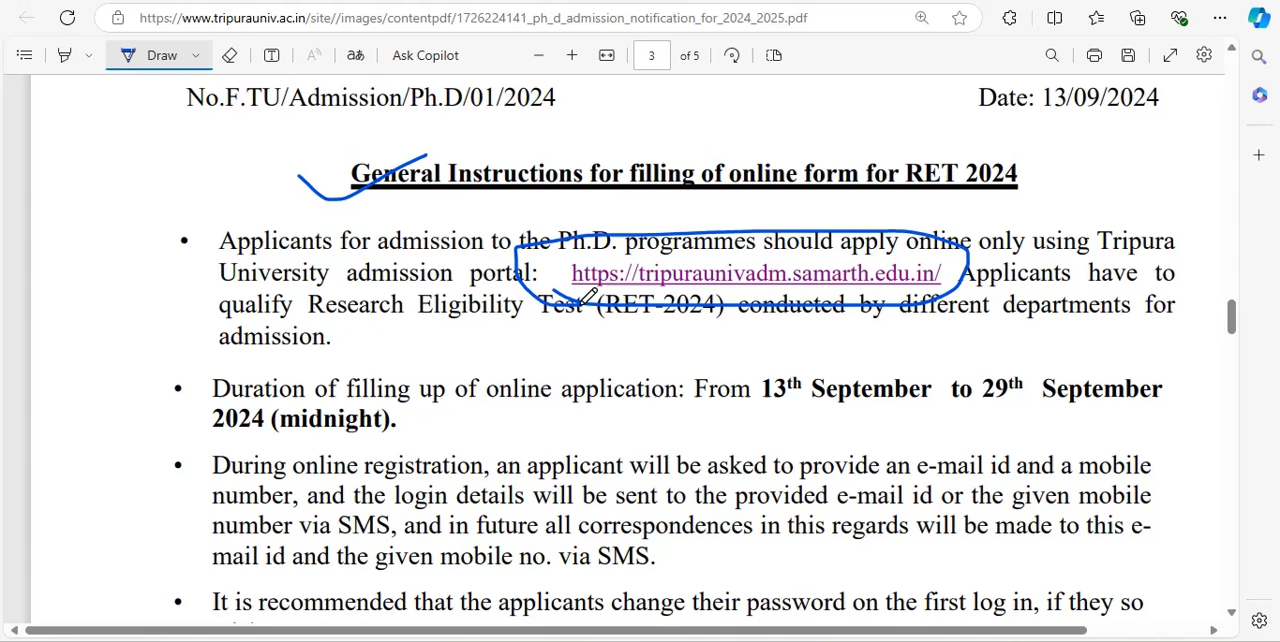 https://www.tripurauniv.ac.in/site//images/contentpdf/1726224141_ph_d_admission_notification_for_2024_2025.pdf
Draw
aあ
Ask Copilot
3
of 5
No.F.TU/Admission/Ph.D/01/2024 Date: 13/09/2024
General Instructions for filling of online form for RET 2024
• Applicants for admission to the Ph.D. programmes should apply online only using Tripura
University admission portal: https://tripuraunivadm.samarth.edu.in/ Applicants have to
qualify Research Eligibility Test (RET-2024) conducted by different departments for
admission.
• Duration of filling up of online application: From 13th September to 29th September
2024 (midnight).
• During online registration, an applicant will be asked to provide an e-mail id and a mobile
number, and the login details will be sent to the provided e-mail id or the given mobile
number via SMS, and in future all correspondences in this regards will be made to this e-
mail id and the given mobile no. via SMS.
• It is recommended that the applicants change their password on the first log in, if they so